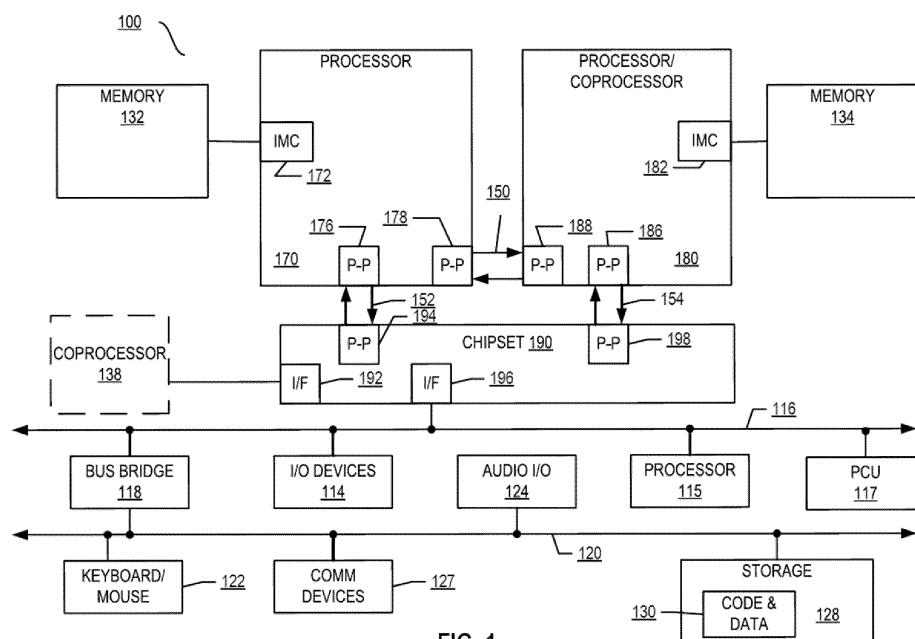 100
PROCESSOR
PROCESSOR/
COPROCESSOR
MEMORY
132
MEMORY
134
IMC
172
IMC
182
150
176
178
188
186
170
P-P
P-P
P-P
P-P
180
152
154
194
P-P
CHIPSET 190
P-P
198
COPROCESSOR
138
I/F
192
I/F
196
116
BUS BRIDGE
118
I/O DEVICES
114
AUDIO I/O
124
PROCESSOR
115
PCU
117
120
KEYBOARD/
MOUSE
122
COMM
DEVICES
127
STORAGE
130
CODE &
DATA
128
FIG. 1